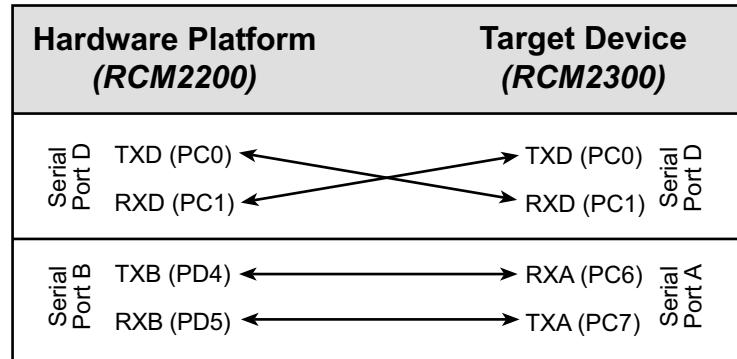 Hardware Platform
(RCM2200)
Target Device
(RCM2300)
Serial
Port D
TXD (PC0)
RXD (PC1)
TXD (PC0)
RXD (PC1)
Serial
Port D
Serial
Port B
TXB (PD4)
RXB (PD5)
RXA (PC6)
TXA (PC7)
Serial
Port A